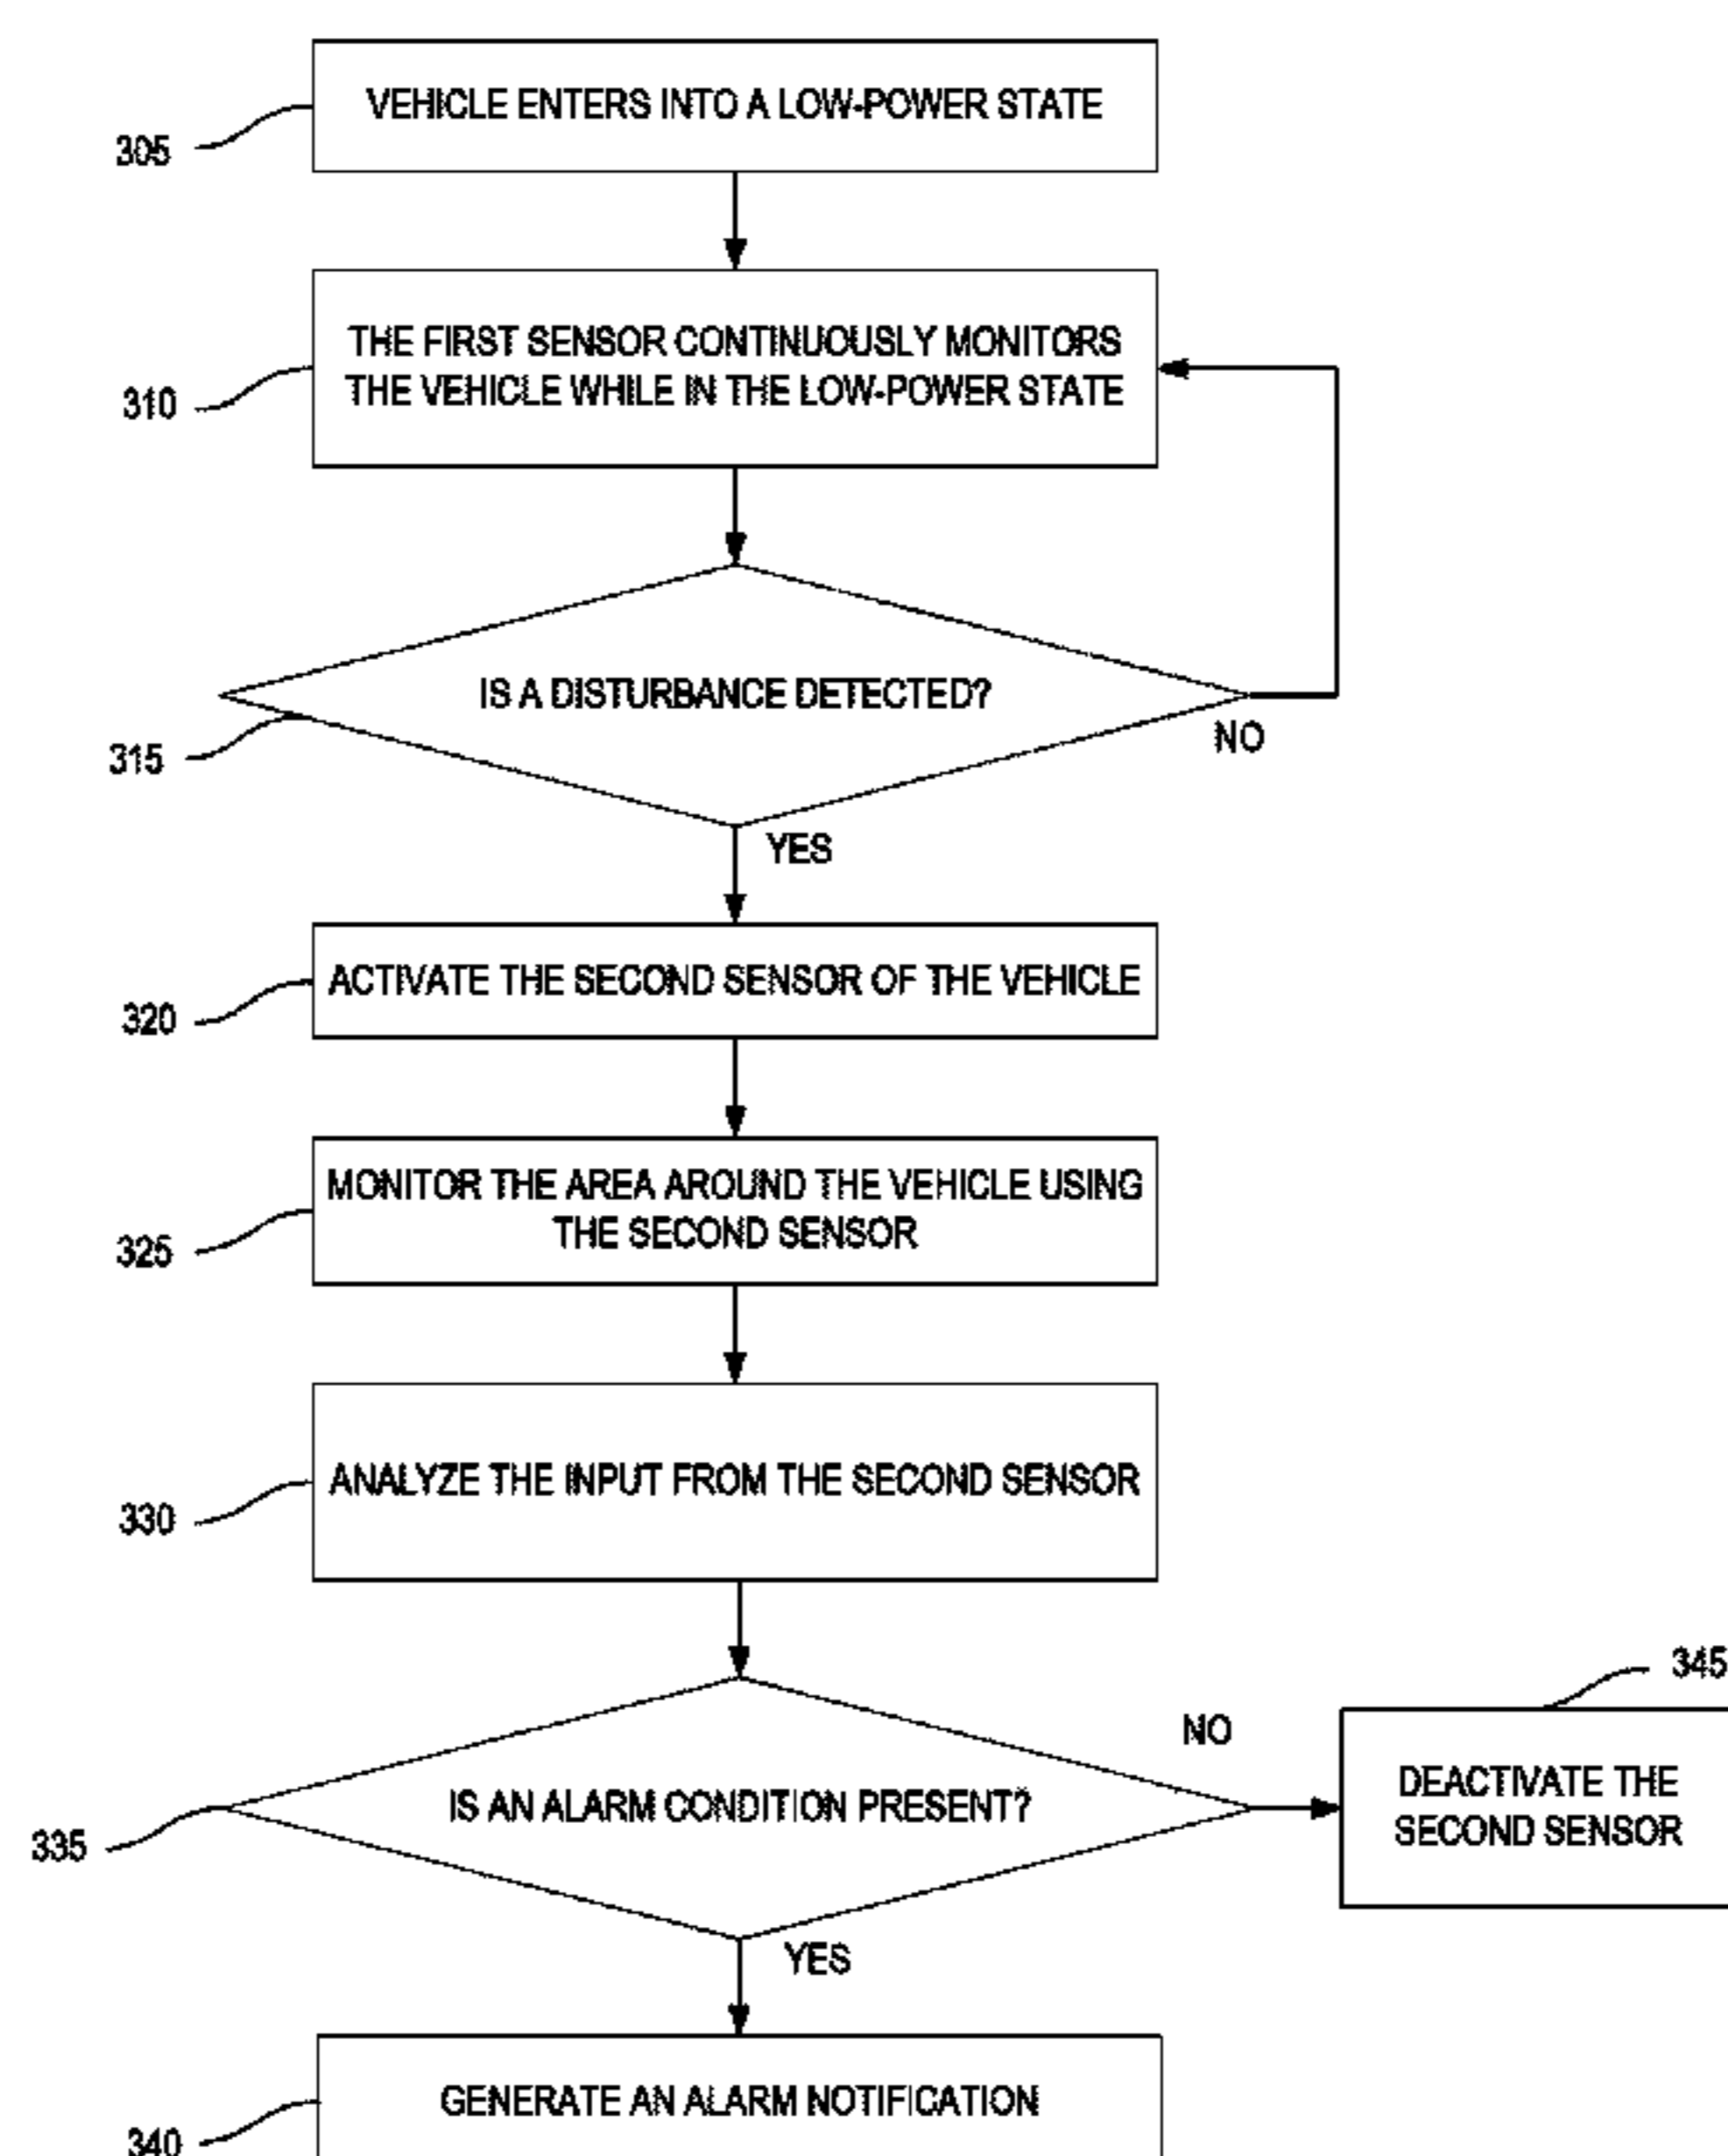 VEHICLE ENTERS INTO A LOW-POWER STATE
305
THE FIRST SENSOR CONTINUOUSLY MONITORS
THE VEHICLE WHILE IN THE LOW-POWER STATE
310
IS A DISTURBANCE DETECTED?
NO
315
YES
ACTIVATE THE SECOND SENSOR OF THE VEHICLE
320
MONITOR THE AREA AROUND THE VEHICLE USING
THE SECOND SENSOR
325
ANALYZE THE INPUT FROM THE SECOND SENSOR
330
345
NO
DEACTIVATE THE
SECOND SENSOR
IS AN ALARM CONDITION PRESENT?
335
YES
GENERATE AN ALARM NOTIFICATION
340